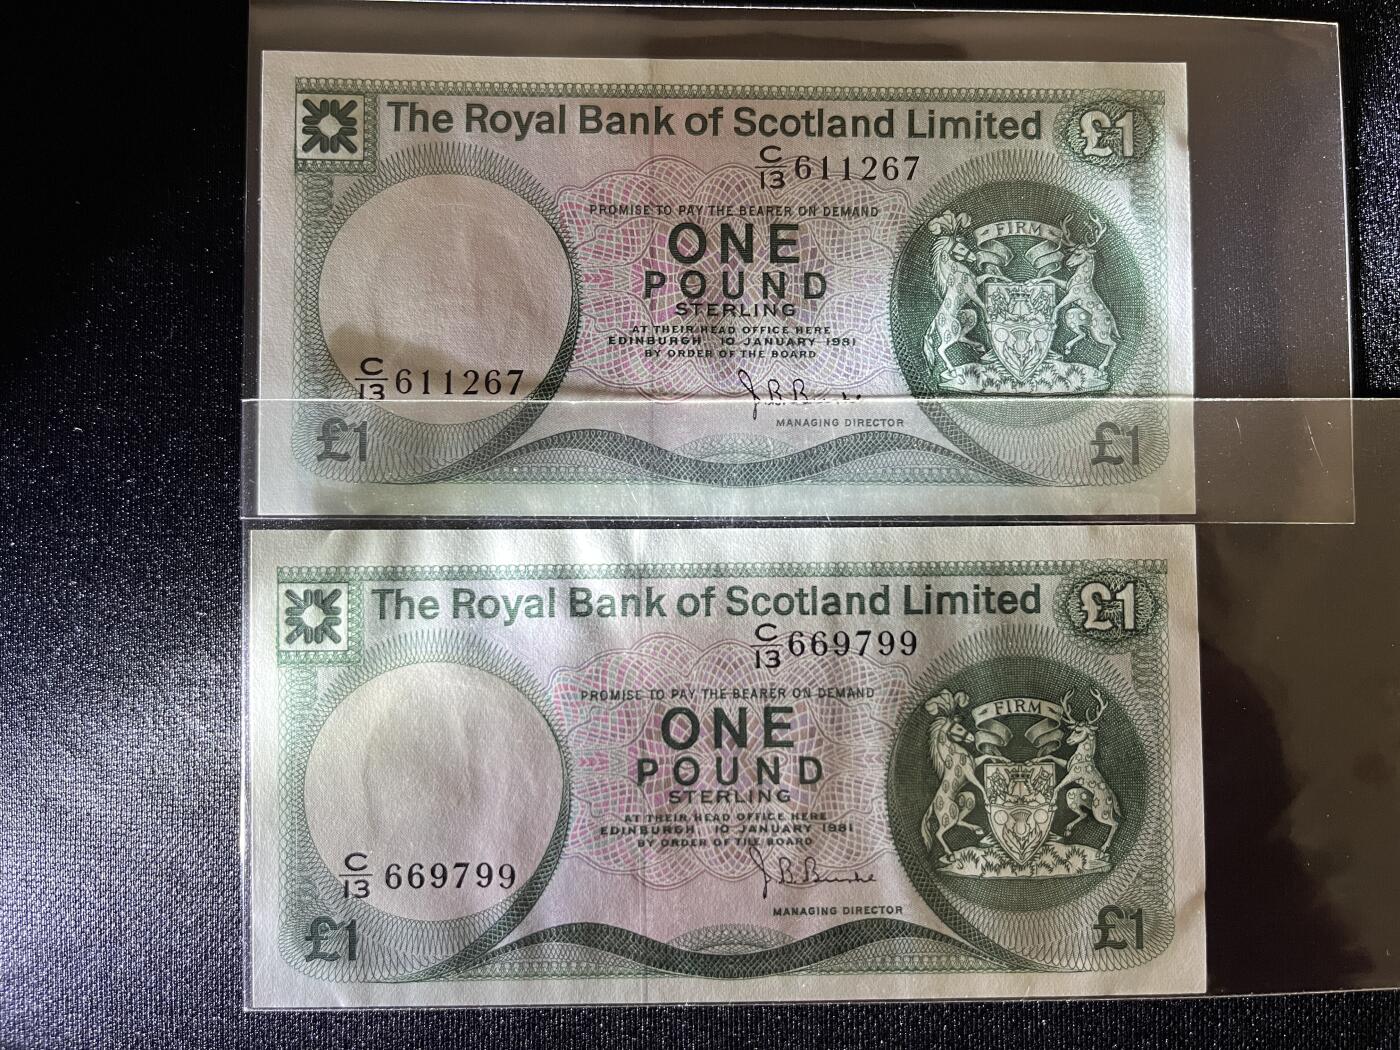 The Royal Bank of Scotland Limited £1
C/13 611267
PROMISE TO PAY THE BEARER ON DEMAND
ONE
POUND
STERLING
AT THEIR HEAD OFFICE HERE
EDINBURGH 10 JANUARY 1981
BY ORDER OF THE BOARD
FIRM
C/13 611267
J.B. Burke
MANAGING DIRECTOR
£1 £1
The Royal Bank of Scotland Limited £1
C/13 669799
PROMISE TO PAY THE BEARER ON DEMAND
ONE
POUND
STERLING
AT THEIR HEAD OFFICE HERE
EDINBURGH 10 JANUARY 1981
BY ORDER OF THE BOARD
FIRM
C/13 669799
J.B. Burke
MANAGING DIRECTOR
£1 £1